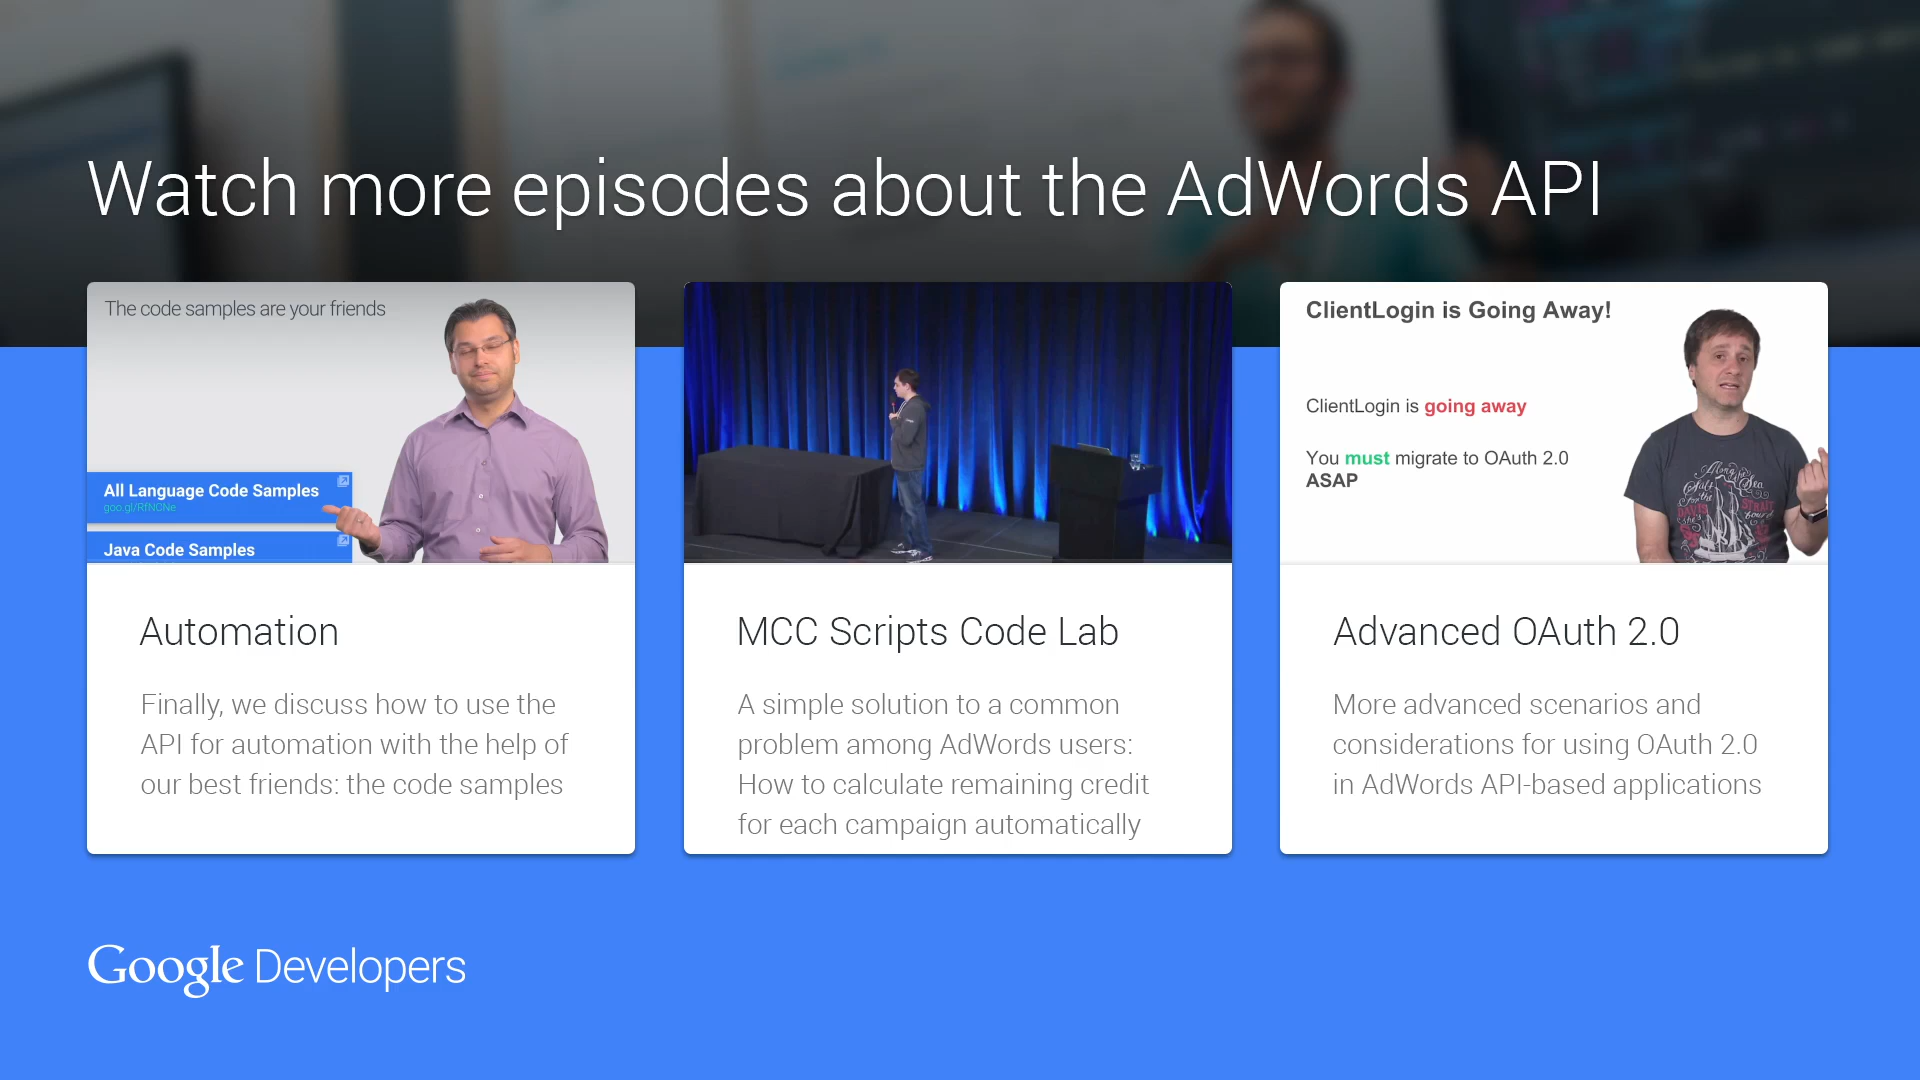 Watch more episodes about the AdWords API
The code samples are your friends
All Language Code Samples
goo.gl/RfNCNe
Java Code Samples
Automation
Finally, we discuss how to use the
API for automation with the help of
our best friends: the code samples
MCC Scripts Code Lab
A simple solution to a common
problem among AdWords users:
How to calculate remaining credit
for each campaign automatically
ClientLogin is Going Away!
ClientLogin is going away
You must migrate to OAuth 2.0
ASAP
Advanced OAuth 2.0
More advanced scenarios and
considerations for using OAuth 2.0
in AdWords API-based applications
Google Developers